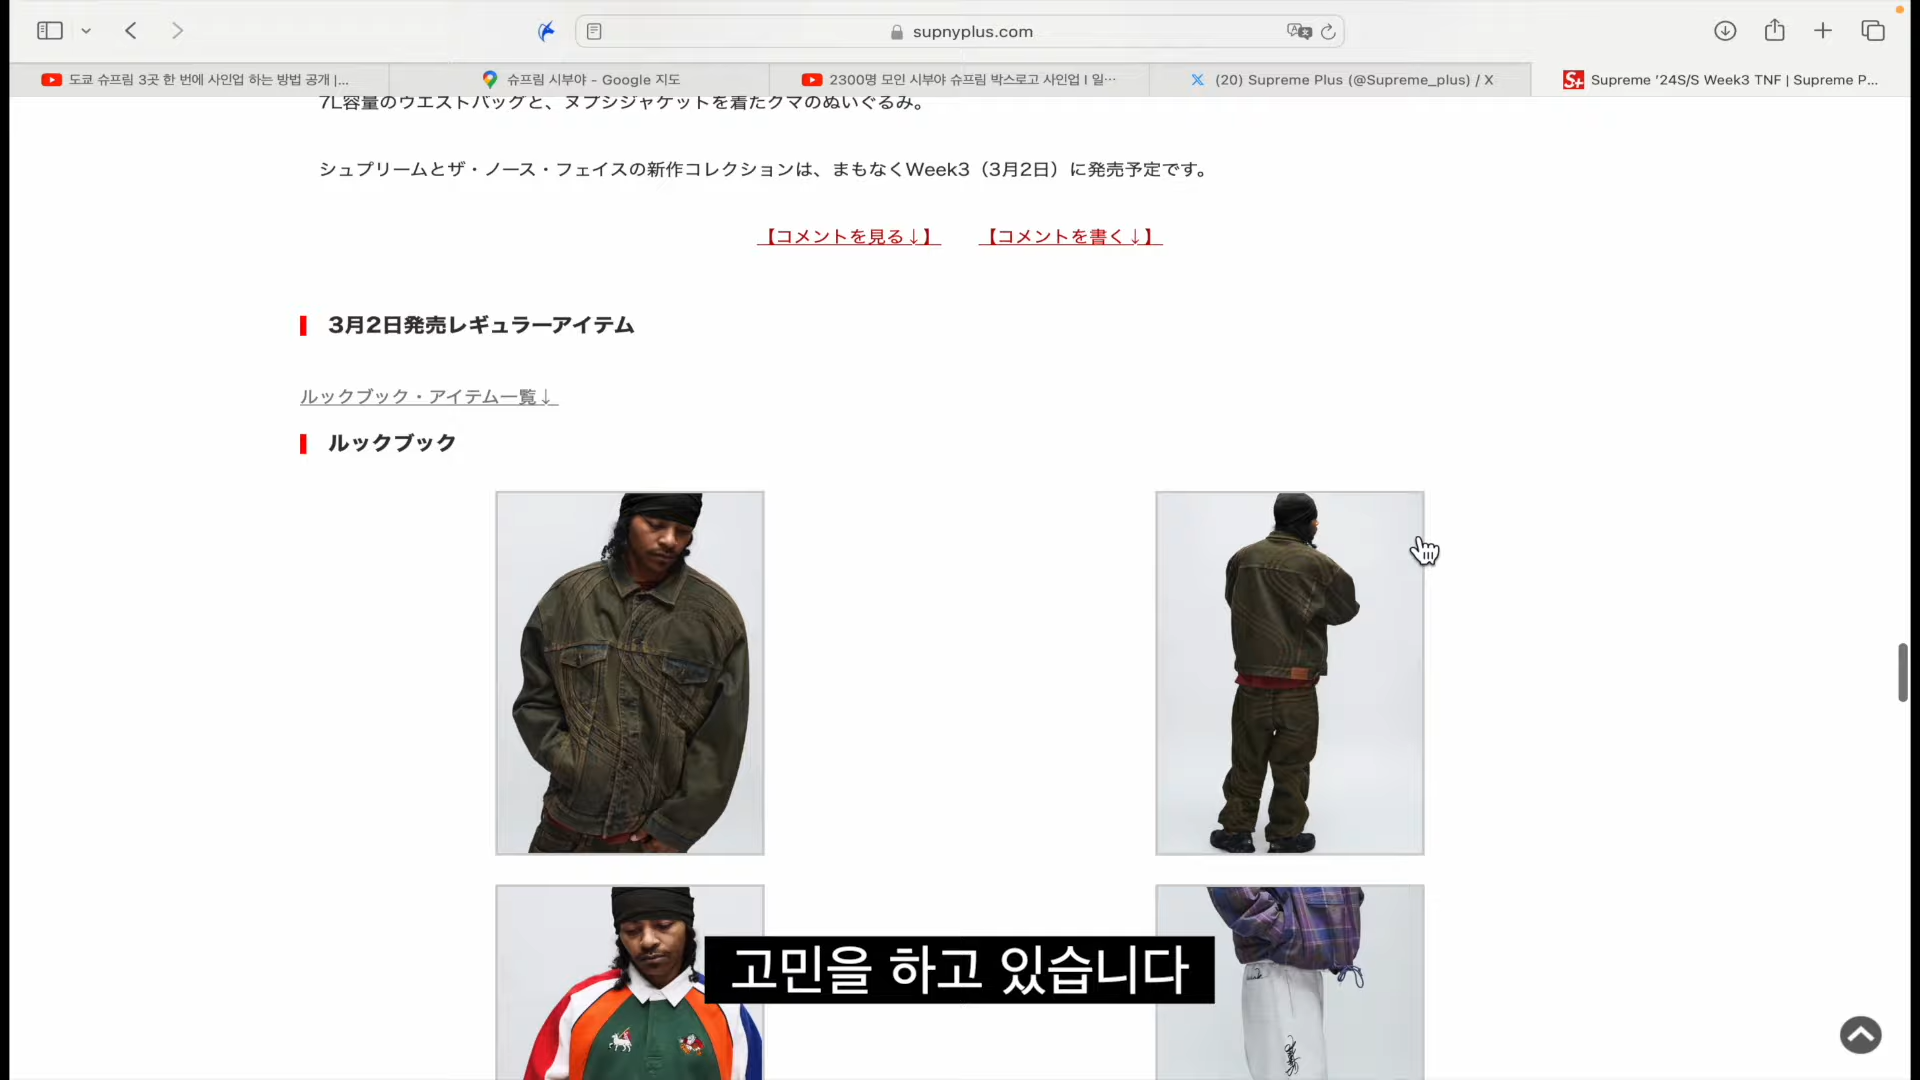 supnyplus.com
도쿄 슈프림 3곳 한 번에 사인업 하는 방법 공개 |...
슈프림 시부야 - Google 지도
2300명 모인 시부야 슈프림 박스로고 사인업 I 일···
(20) Supreme Plus (@Supreme_plus) / X
Supreme '24S/S Week3 TNF | Supreme P...
7L容量のウエストバッグと、ヌプシジャケットを着たクマのぬいぐるみ。
シュプリームとザ・ノース・フェイスの新作コレクションは、まもなくWeek3（3月2日）に発売予定です。
【コメントを見る↓】 【コメントを書く↓】
3月2日発売レギュラーアイテム
ルックブック・アイテム一覧↓
ルックブック
고민을 하고 있습니다